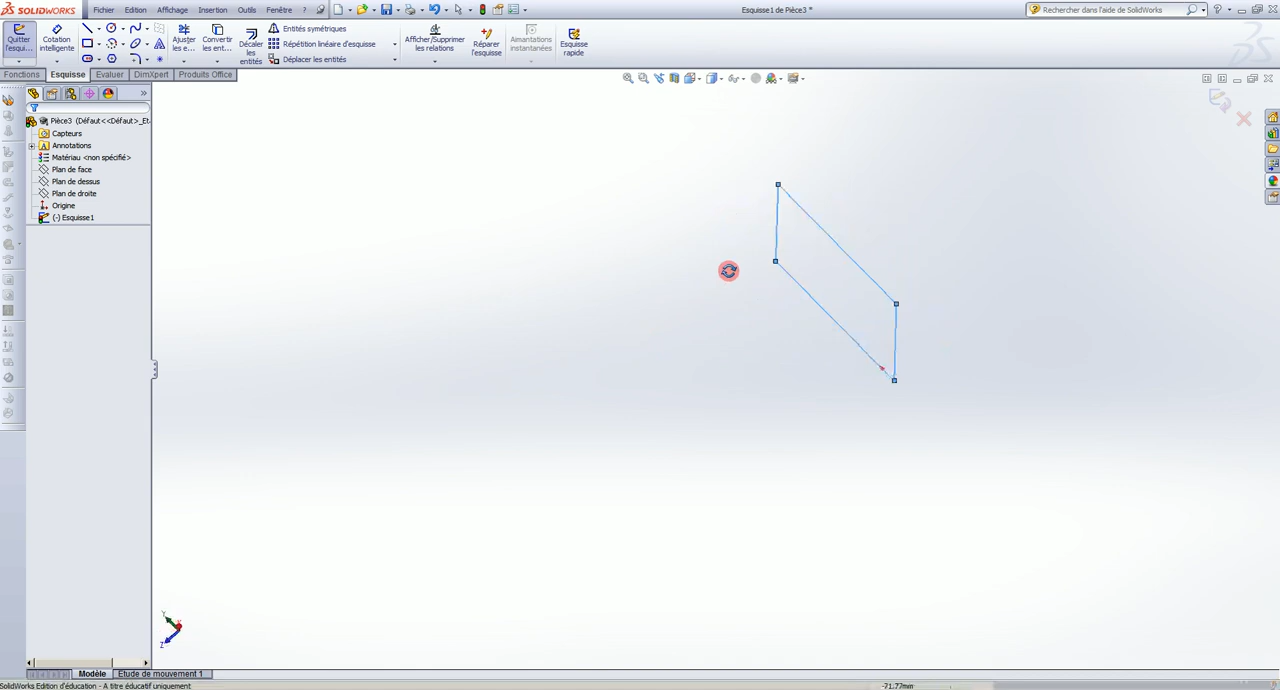 SOLIDWORKS
Fichier Edition Affichage Insertion Outils Fenêtre ?
Esquisse1 de Pièce3 *
Rechercher dans l'aide de SolidWorks
Quitter l'esqui...
Cotation intelligente
Ajuster les e...
Convertir les ent...
Décaler les entités
Entités symétriques
Répétition linéaire d'esquisse
Déplacer les entités
Afficher/Supprimer les relations
Réparer l'esquisse
Aimantations instantanées
Esquisse rapide
Fonctions Esquisse Evaluer DimXpert Produits Office
Pièce3 (Défaut<<Défaut>_Et
Capteurs
Annotations
Matériau <non spécifié>
Plan de face
Plan de dessus
Plan de droite
Origine
(-) Esquisse1
Y
Z
Modèle Etude de mouvement 1
SolidWorks Edition d'éducation - A titre éducatif uniquement
-71.77mm